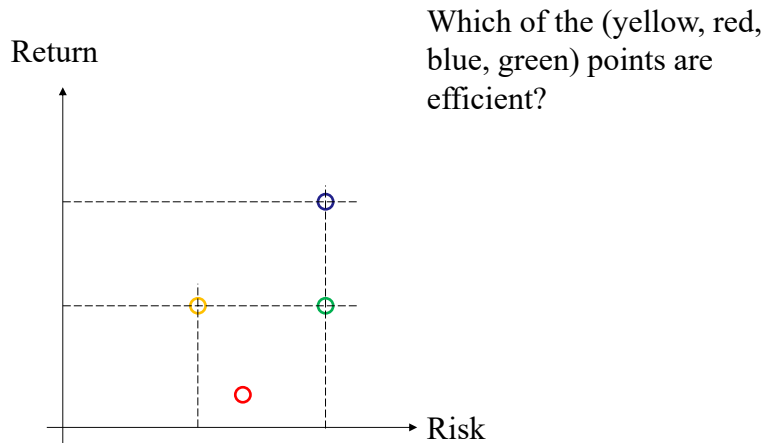 Which of the (yellow, red,
blue, green) points are
efficient?
Return
Risk